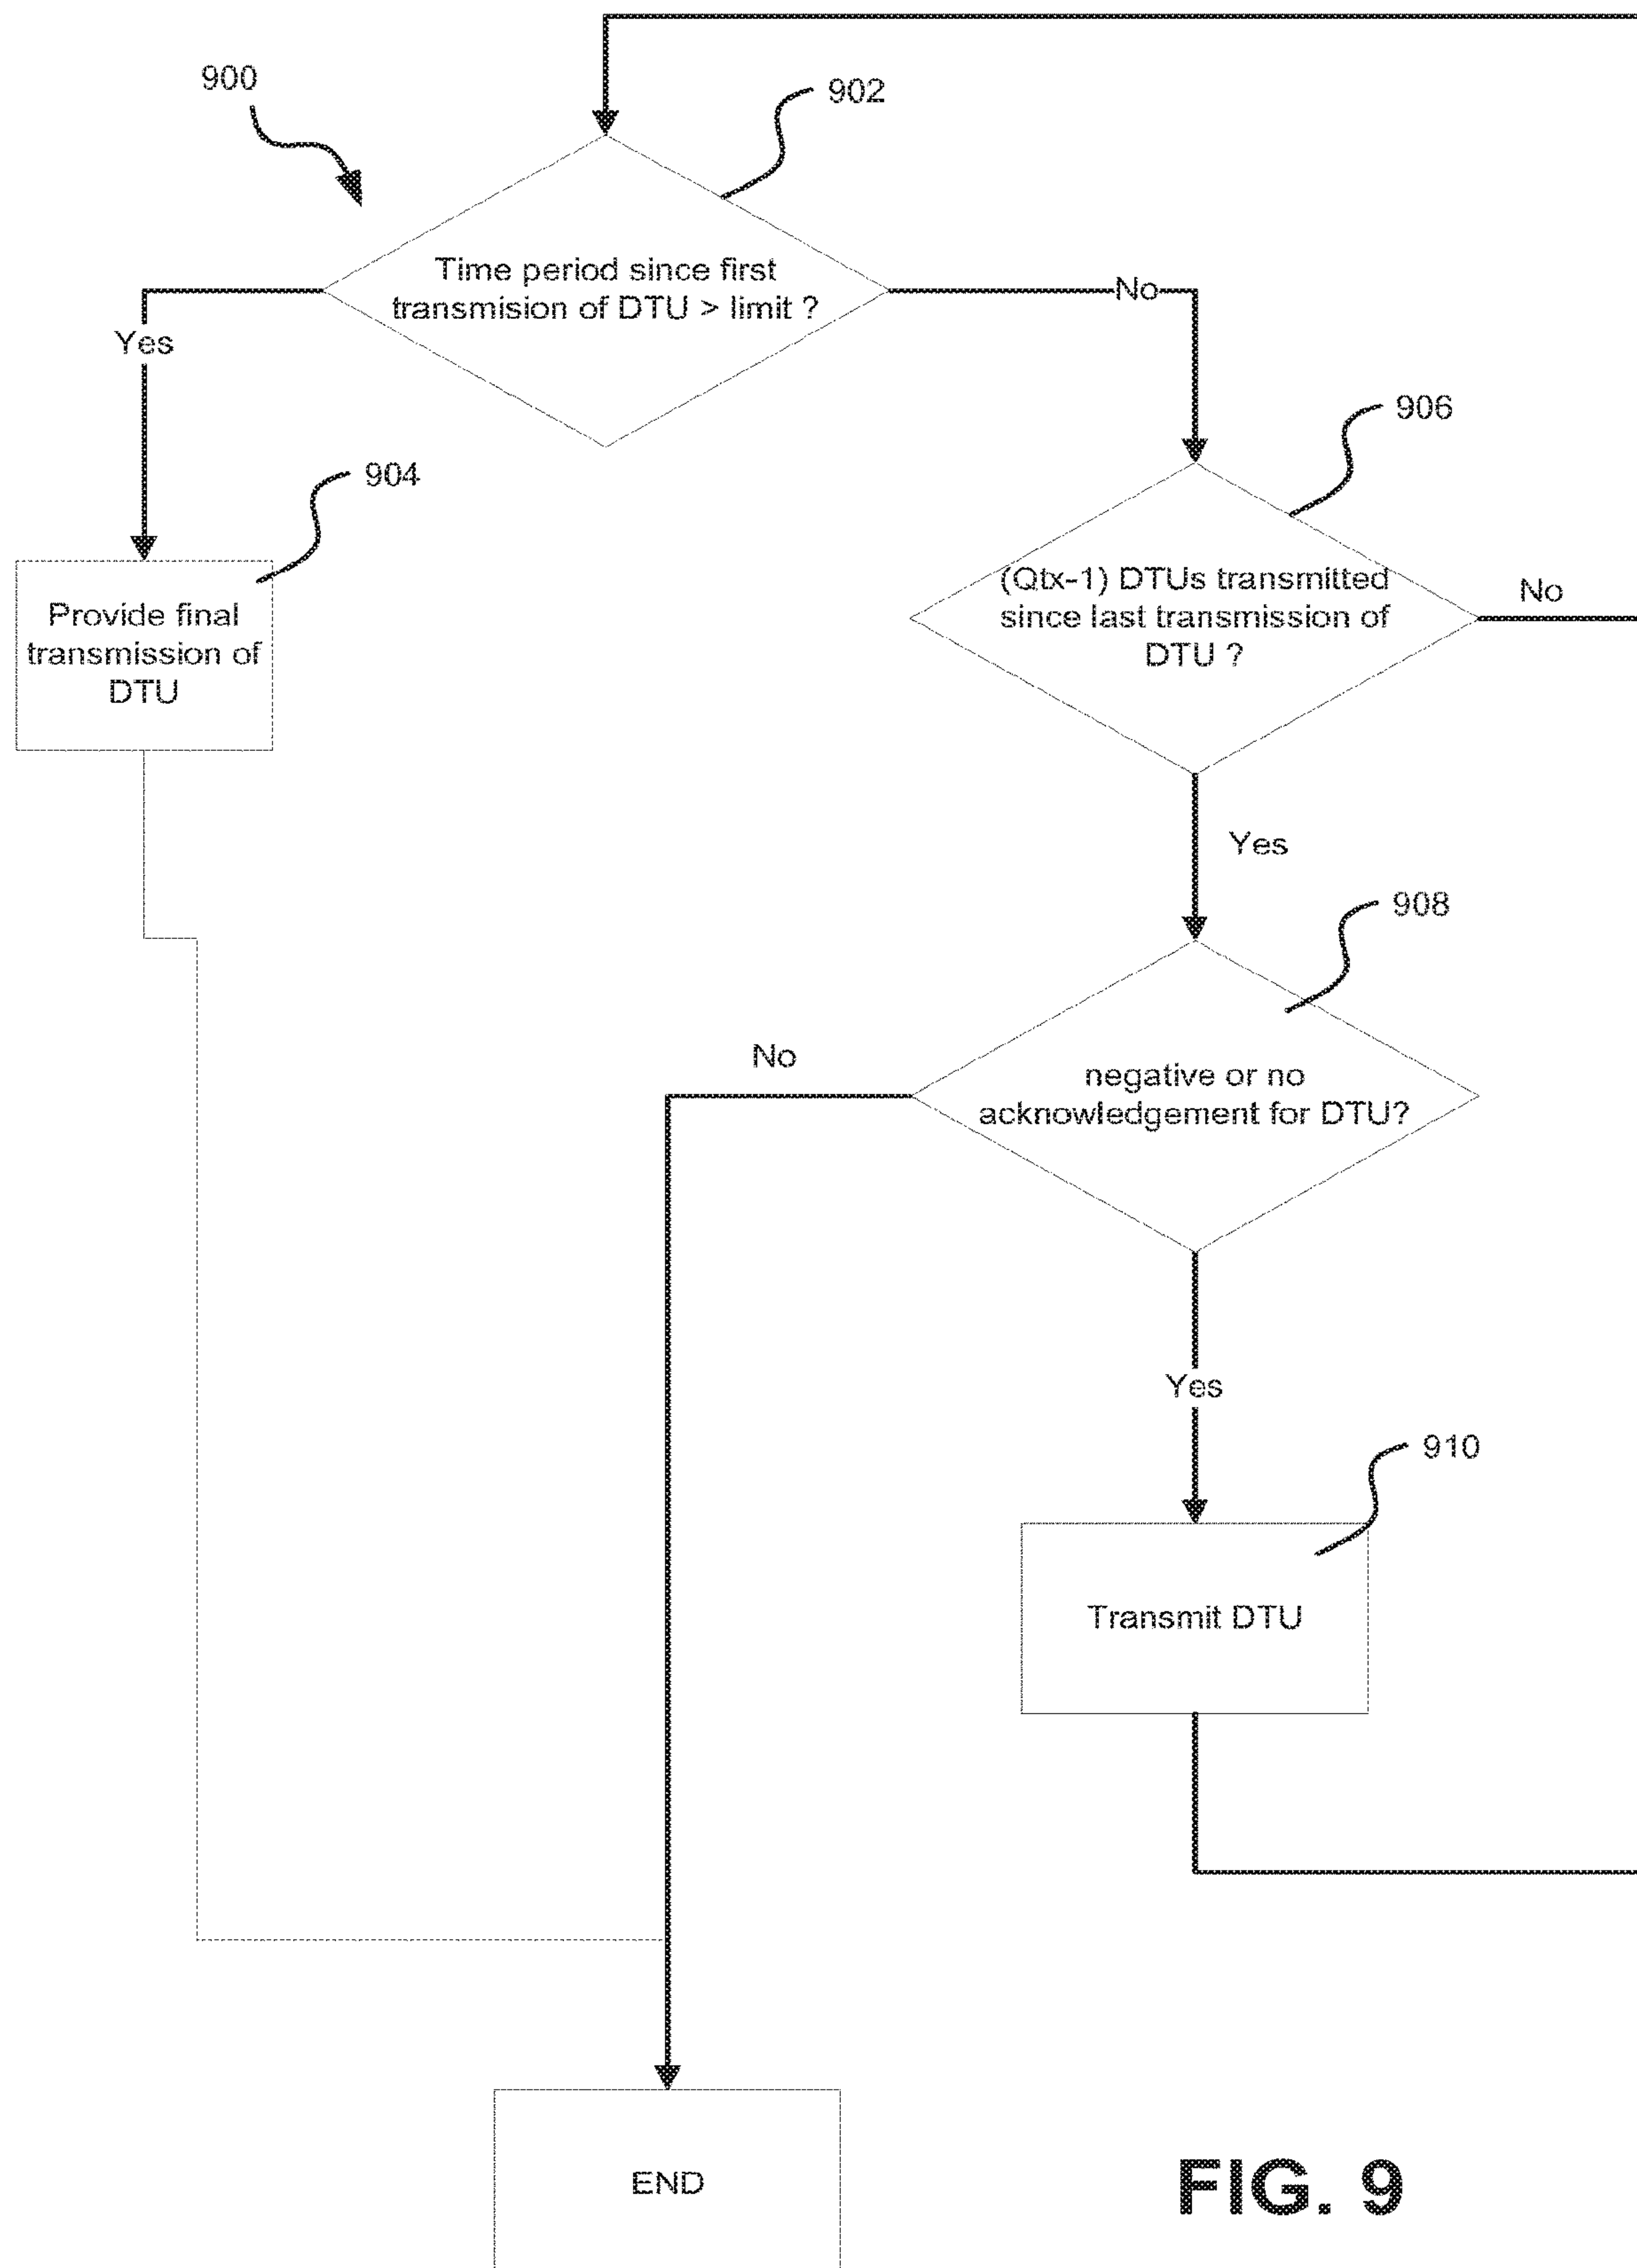 900
902
Time period since first
transmision of DTU > limit ?
No
Yes
906
904
(Qtx-1) DTUs transmitted
since last transmission of
DTU ?
No
Provide final
transmission of
DTU
Yes
908
No
negative or no
acknowledgement for DTU?
Yes
910
Transmit DTU
END
FIG. 9